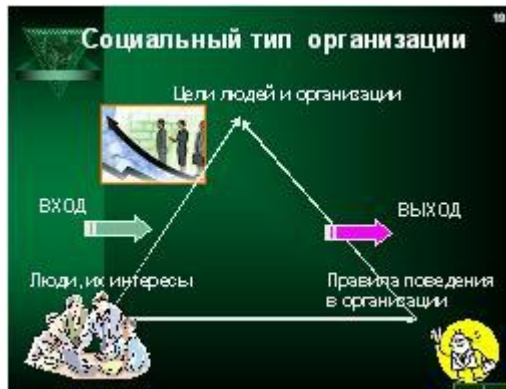 Социальный тип организации
Цели людей и организации
ВХОД
ВЫХОД
Люди, их интересы
Правила поведения
в организации